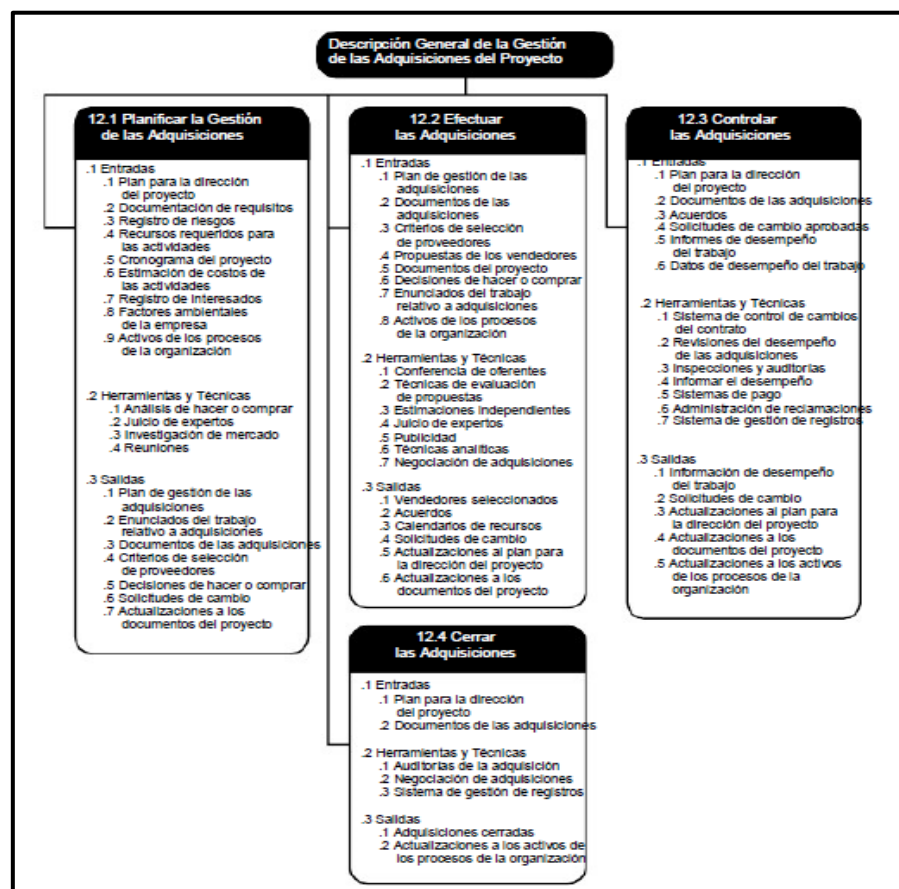 Descripción General de la Gestión
de las Adquisiciones del Proyecto
12.1 Planificar la Gestión
de las Adquisiciones
.1 Entradas
.1 Plan para la dirección
del proyecto
.2 Documentación de requisitos
.3 Registro de riesgos
.4 Recursos requeridos para
las actividades
.5 Cronograma del proyecto
.6 Estimación de costos de
las actividades
.7 Registro de Interesados
.8 Factores ambientales
de la empresa
.9 Activos de los procesos
de la organización
.2 Herramientas y Técnicas
.1 Análisis de hacer o comprar
.2 Juicio de expertos
.3 Investigación de mercado
.4 Reuniones
.3 Salidas
.1 Plan de gestión de las
adquisiciones
.2 Enunciados del trabajo
relativo a adquisiciones
.3 Documentos de las adquisiciones
.4 Criterios de selección
de proveedores
.5 Decisiones de hacer o comprar
.6 Solicitudes de cambio
.7 Actualizaciones a los
documentos del proyecto
12.2 Efectuar
las Adquisiciones
.1 Entradas
.1 Plan de gestión de las
adquisiciones
.2 Documentos de las
adquisiciones
.3 Criterios de selección
de proveedores
.4 Propuestas de los vendedores
.5 Documentos del proyecto
.6 Decisiones de hacer o comprar
.7 Enunciados del trabajo
relativo a adquisiciones
.8 Activos de los procesos
de la organización
.2 Herramientas y Técnicas
.1 Conferencia de oferentes
.2 Técnicas de evaluación
de propuestas
.3 Estimaciones independientes
.4 Juicio de expertos
.5 Publicidad
.6 Técnicas analíticas
.7 Negociación de adquisiciones
.3 Salidas
.1 Vendedores seleccionados
.2 Acuerdos
.3 Calendarios de recursos
.4 Solicitudes de cambio
.5 Actualizaciones al plan para
la dirección del proyecto
.6 Actualizaciones a los
documentos del proyecto
12.3 Controlar
las Adquisiciones
.1 Entradas
.1 Plan para la dirección
del proyecto
.2 Documentos de las adquisiciones
.3 Acuerdos
.4 Solicitudes de cambio aprobadas
.5 Informes de desempeño
del trabajo
.6 Datos de desempeño del trabajo
.2 Herramientas y Técnicas
.1 Sistema de control de cambios
del contrato
.2 Revisiones del desempeño
de las adquisiciones
.3 Inspecciones y auditorías
.4 Informar el desempeño
.5 Sistemas de pago
.6 Administración de reclamaciones
.7 Sistema de gestión de registros
.3 Salidas
.1 Información de desempeño
del trabajo
.2 Solicitudes de cambio
.3 Actualizaciones al plan para
la dirección del proyecto
.4 Actualizaciones a los
documentos del proyecto
.5 Actualizaciones a los activos
de los procesos de la
organización
12.4 Cerrar
las Adquisiciones
.1 Entradas
.1 Plan para la dirección
del proyecto
.2 Documentos de las adquisiciones
.2 Herramientas y Técnicas
.1 Auditorías de la adquisición
.2 Negociación de adquisiciones
.3 Sistema de gestión de registros
.3 Salidas
.1 Adquisiciones cerradas
.2 Actualizaciones a los activos de
los procesos de la organización